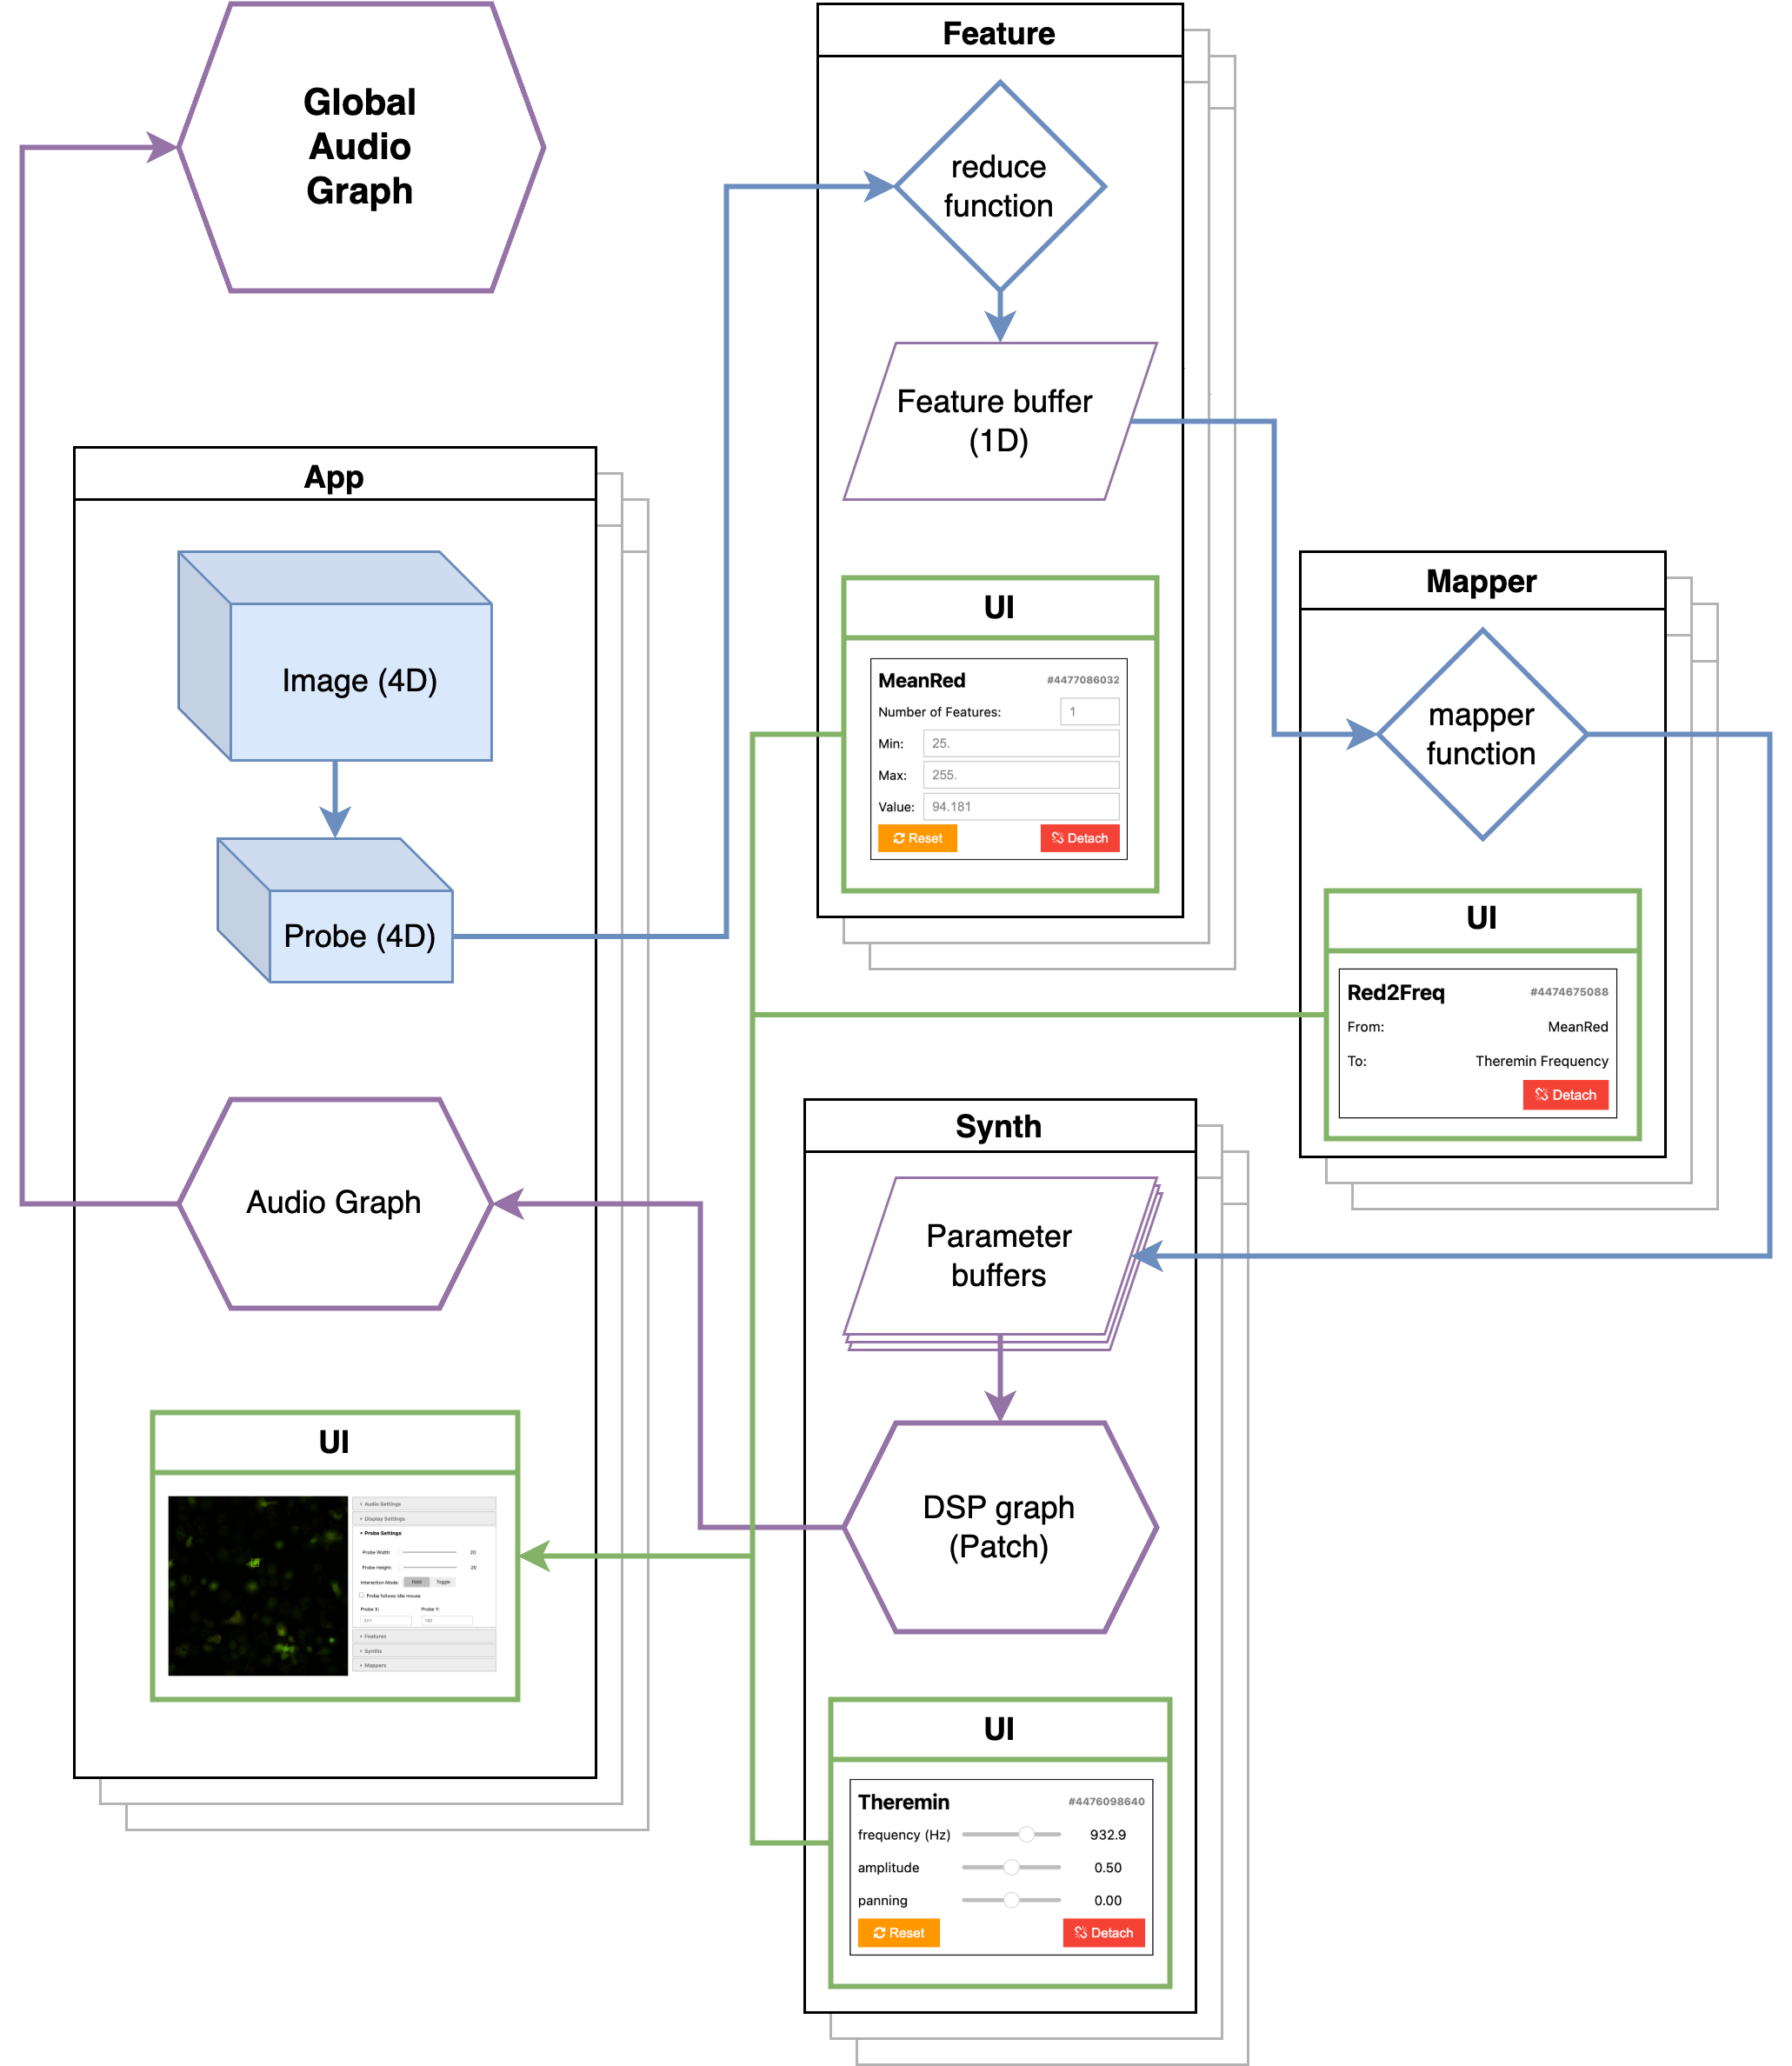 Global
Audio
Graph
Feature
reduce
function
Feature buffer
(1D)
UI
MeanRed #4477086032
Number of Features: 1
Min: 25.
Max: 255.
Value: 94.181
Reset Detach
App
Image (4D)
Probe (4D)
Audio Graph
UI
Audio Settings
Display Settings
Probe Settings
Probe Width: 20
Probe Height: 20
Interaction Mode: Hold Toggle
Probe follows idle mouse
Probe X: Probe Y:
Features
Synths
Mappers
Mapper
mapper
function
UI
Red2Freq #4474675088
From: MeanRed
To: Theremin Frequency
Detach
Synth
Parameter
buffers
DSP graph
(Patch)
UI
Theremin #4476098640
frequency (Hz) 932.9
amplitude 0.50
panning 0.00
Reset Detach